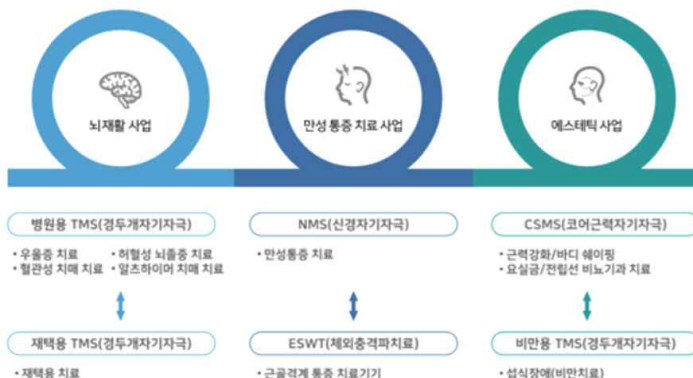 뇌재활 사업
만성 통증 치료 사업
에스테틱 사업
병원용 TMS(경두개자기자극)
NMS(신경자기자극)
CSMS(코어근력자기자극)
• 우울증 치료 • 허혈성 뇌졸중 치료
• 혈관성 치매 치료 • 알츠하이머 치매 치료
• 만성통증 치료
• 근력강화/바디 쉐이핑
• 요실금/전립선 비뇨기과 치료
재택용 TMS(경두개자기자극)
ESWT(체외충격파치료)
비만용 TMS(경두개자기자극)
• 재택용 치료
• 근골격계 통증 치료기기
• 섭식장애(비만치료)